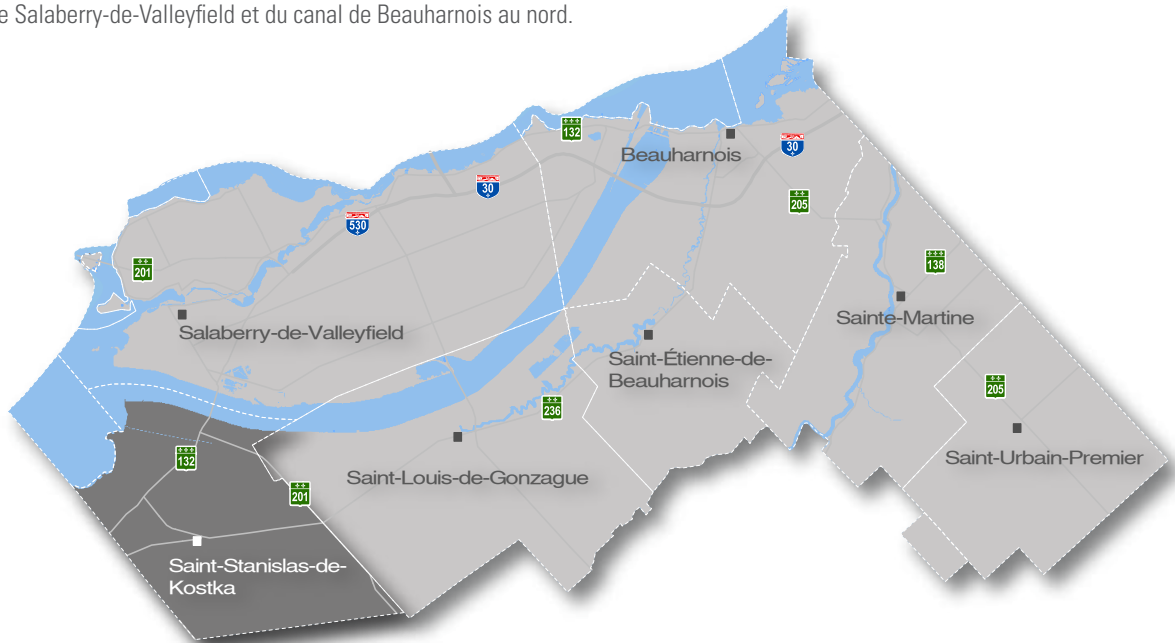 e Salaberry-de-Valleyfield et du canal de Beauharnois au nord.
132
Beauharnois
30
30
205
530
201
138
Salaberry-de-Valleyfield
Sainte-Martine
Saint-Étienne-de-
Beauharnois
205
236
132
Saint-Louis-de-Gonzague
Saint-Urbain-Premier
201
Saint-Stanislas-de-
Kostka